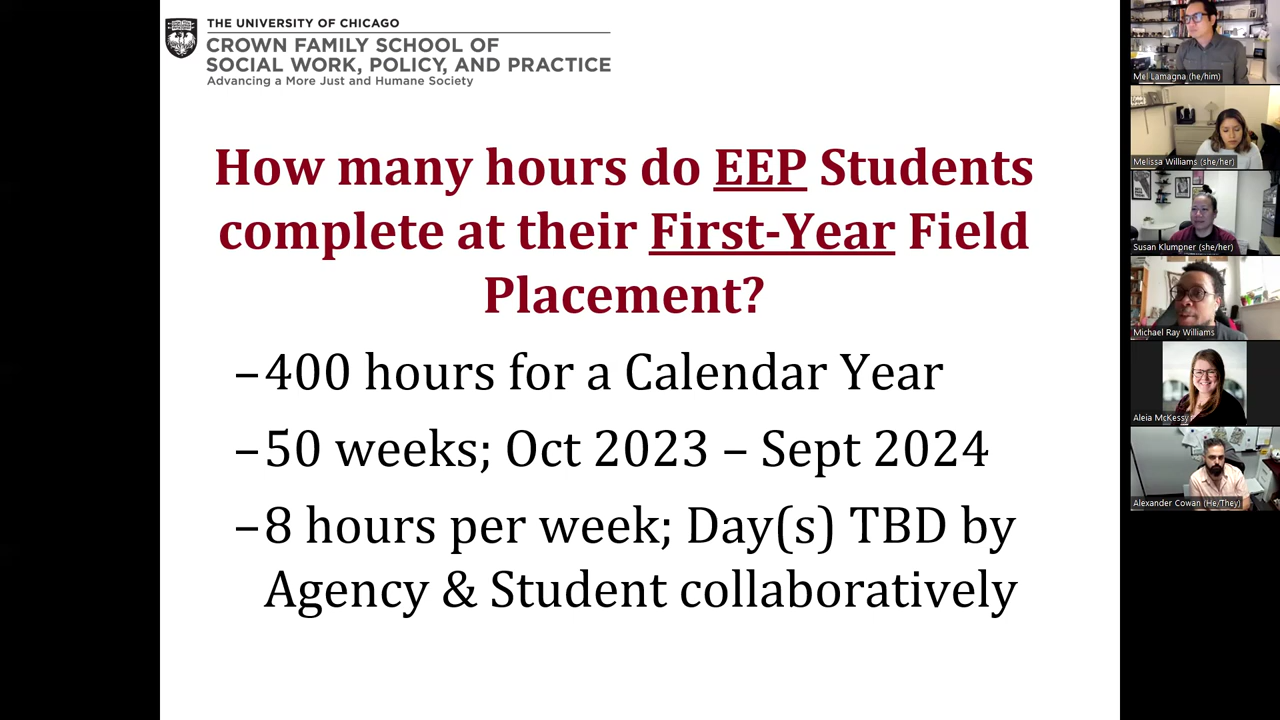 THE UNIVERSITY OF CHICAGO
CROWN FAMILY SCHOOL OF
SOCIAL WORK, POLICY, AND PRACTICE
Advancing a More Just and Humane Society
How many hours do EEP Students
complete at their First-Year Field
Placement?
–400 hours for a Calendar Year
–50 weeks; Oct 2023 – Sept 2024
–8 hours per week; Day(s) TBD by
Agency & Student collaboratively
Mel Lamagna (he/him)
Melissa Williams (she/her)
Susan Klumpner (she/her)
Michael Ray Williams
Aleia McKessy
Alexander Cowan (He/They)